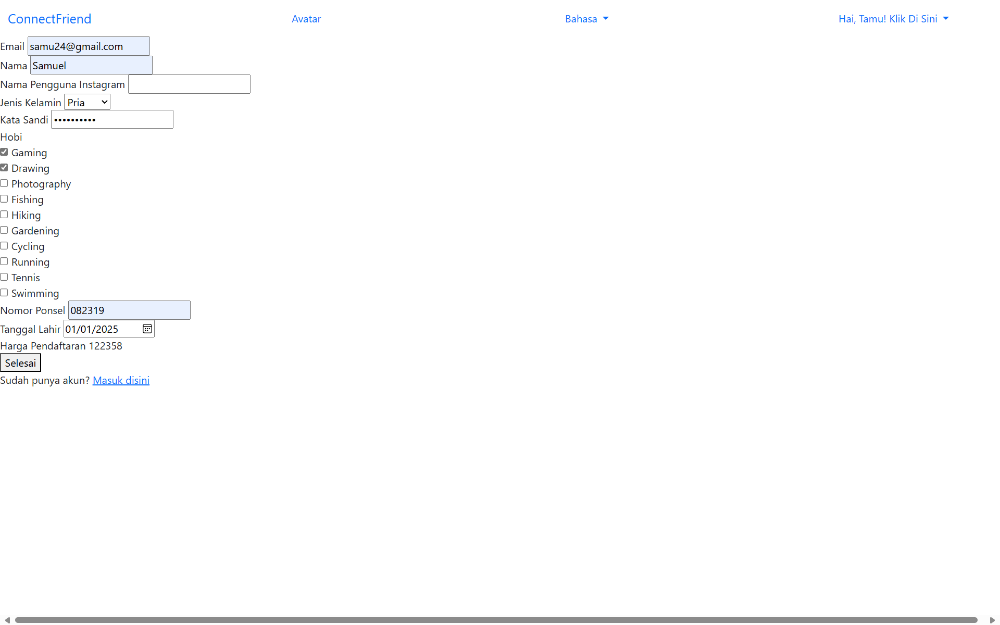 ConnectFriend Avatar Bahasa Hai, Tamu! Klik Di Sini
Email samu24@gmail.com
Nama Samuel
Nama Pengguna Instagram
Jenis Kelamin Pria
Kata Sandi ••••••••••
Hobi
Gaming
Drawing
Photography
Fishing
Hiking
Gardening
Cycling
Running
Tennis
Swimming
Nomor Ponsel 082319
Tanggal Lahir 01/01/2025
Harga Pendaftaran 122358
Selesai
Sudah punya akun? Masuk disini